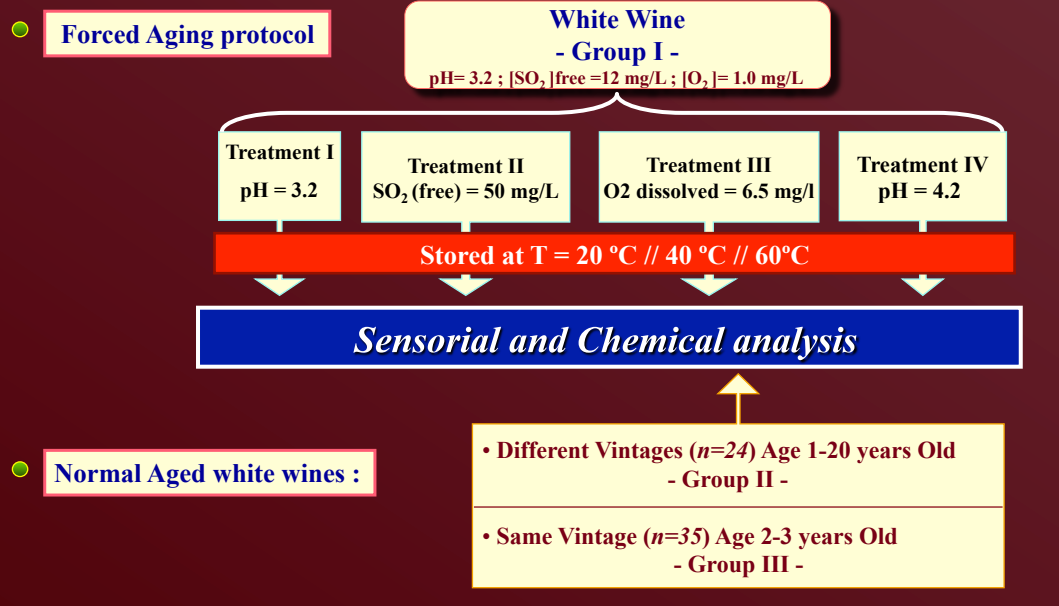 Forced Aging protocol
White Wine
- Group I -
pH= 3.2 ; [SO₂]free =12 mg/L ; [O₂]= 1.0 mg/L
Treatment I
pH = 3.2
Treatment II
SO₂ (free) = 50 mg/L
Treatment III
O2 dissolved = 6.5 mg/l
Treatment IV
pH = 4.2
Stored at T = 20 ºC // 40 ºC // 60ºC
Sensorial and Chemical analysis
Normal Aged white wines :
• Different Vintages (n=24) Age 1-20 years Old
- Group II -
• Same Vintage (n=35) Age 2-3 years Old
- Group III -